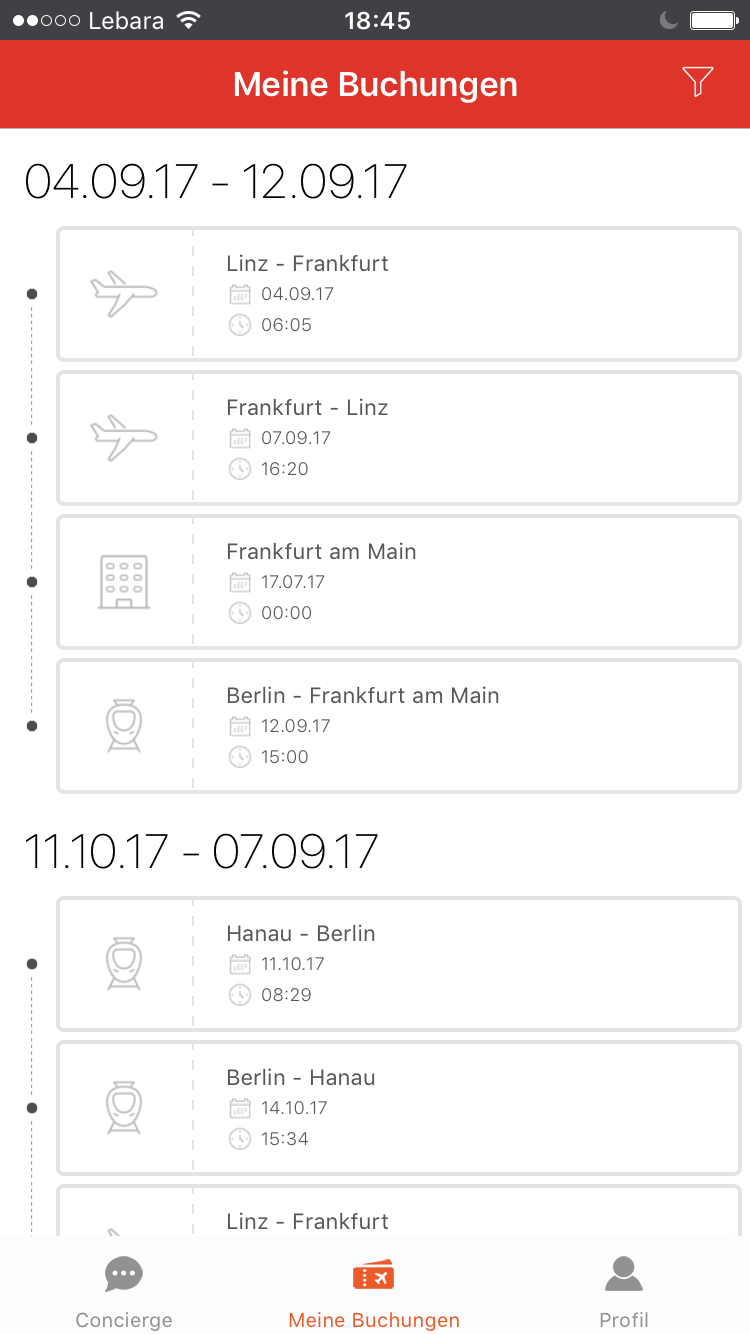 Lebara 18:45
Meine Buchungen
04.09.17 - 12.09.17
Linz - Frankfurt
04.09.17
06:05
Frankfurt - Linz
07.09.17
16:20
Frankfurt am Main
17.07.17
00:00
Berlin - Frankfurt am Main
12.09.17
15:00
11.10.17 - 07.09.17
Hanau - Berlin
11.10.17
08:29
Berlin - Hanau
14.10.17
15:34
Linz - Frankfurt
Concierge Meine Buchungen Profil